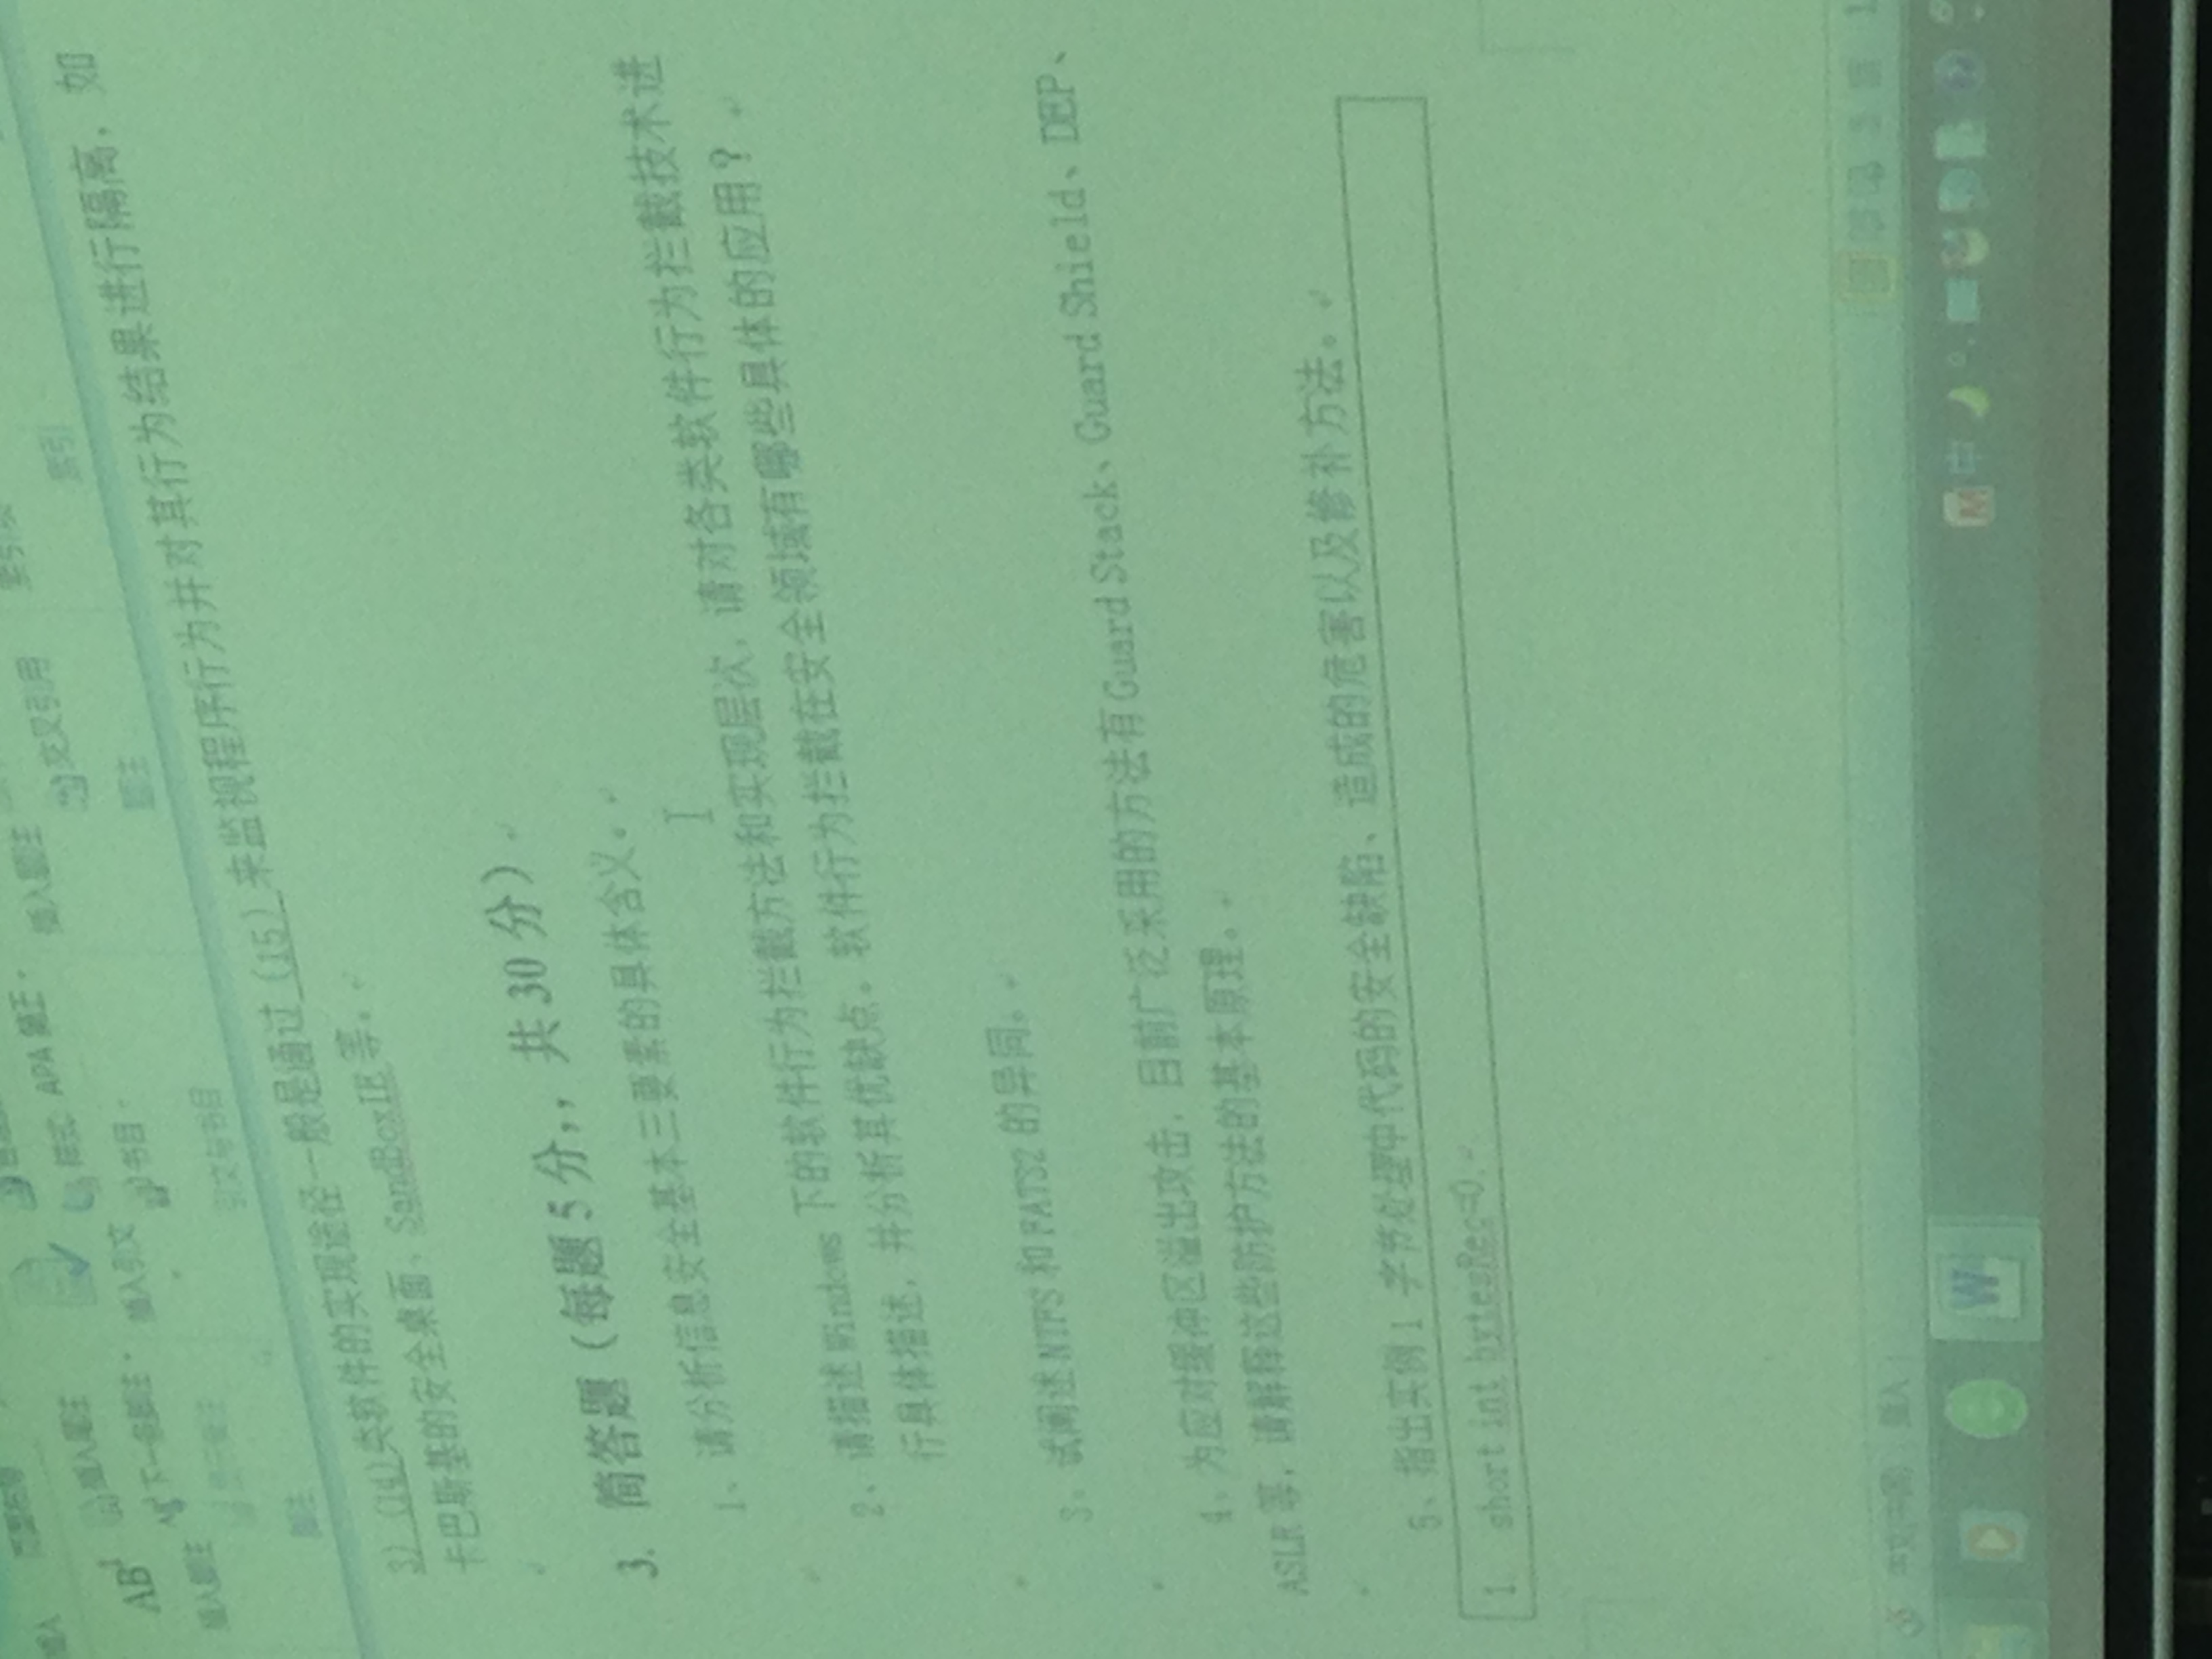 插入
页面布局
AB¹
插入尾注
下一条脚注
插入脚注
显示备注
脚注
插入引文
样式: APA 第五
书目
引文与书目
插入题注
交叉引用
题注
索引
3) (14)类软件的实现途径一般是通过 (15) 来监视程序行为并对其行为结果进行隔离，如
卡巴斯基的安全桌面、SandBoxIE 等。
3. 简答题（每题 5 分，，共 30 分）
1、请分析信息安全基本三要素的具体含义。
2、请描述 Windows 下的软件行为拦截方法和实现层次，请对各类软件行为拦截技术进
行具体描述，并分析其优缺点。软件行为拦截在安全领域有哪些具体的应用？
3、试阐述 NTFS 和 FAT32 的异同。
4、为应对缓冲区溢出攻击，目前广泛采用的方法有 Guard Stack、Guard Shield、DEP、
ASLR 等，请解释这些防护方法的基本原理。
5、指出实例 1 字节处理中代码的安全缺陷、造成的危害以及修补方法。
1. short int bytesRec=0
中文(中国) 插入
W
M 中